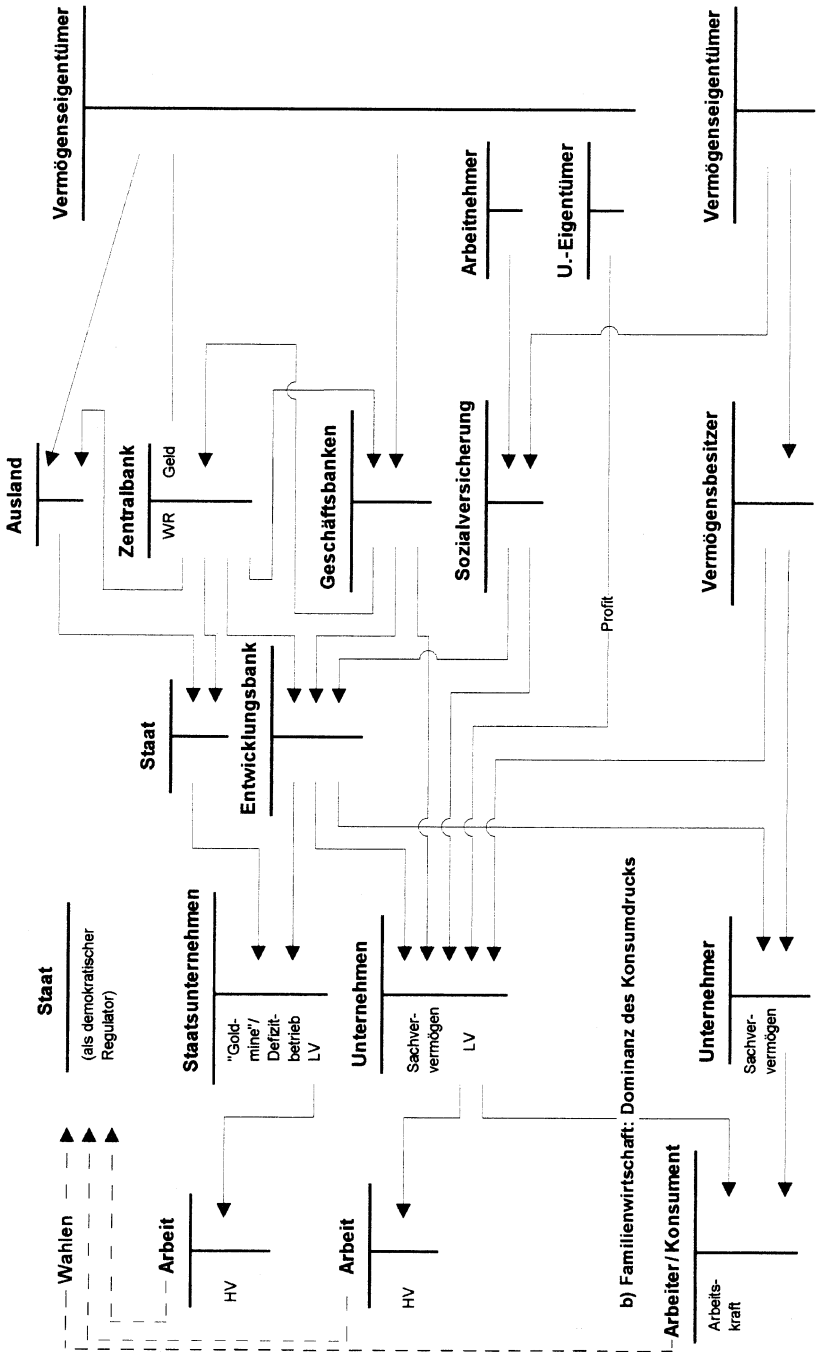 Staat
(als demokratischer
Regulator)
Wahlen
Arbeit
HV
Staatsunternehmen
"Gold-
mine"/
Defizit-
betrieb
LV
Staat
Ausland
Vermögenseigentümer
Zentralbank
WR
Geld
Entwicklungsbank
Arbeit
HV
Unternehmen
Sachver-
vermögen
LV
Geschäftsbanken
Sozialversicherung
Arbeitnehmer
U.-Eigentümer
Profit
b) Familienwirtschaft: Dominanz des Konsumdrucks
Arbeiter/Konsument
Arbeits-
kraft
Unternehmer
Sachver-
vermögen
Vermögensbesitzer
Vermögenseigentümer